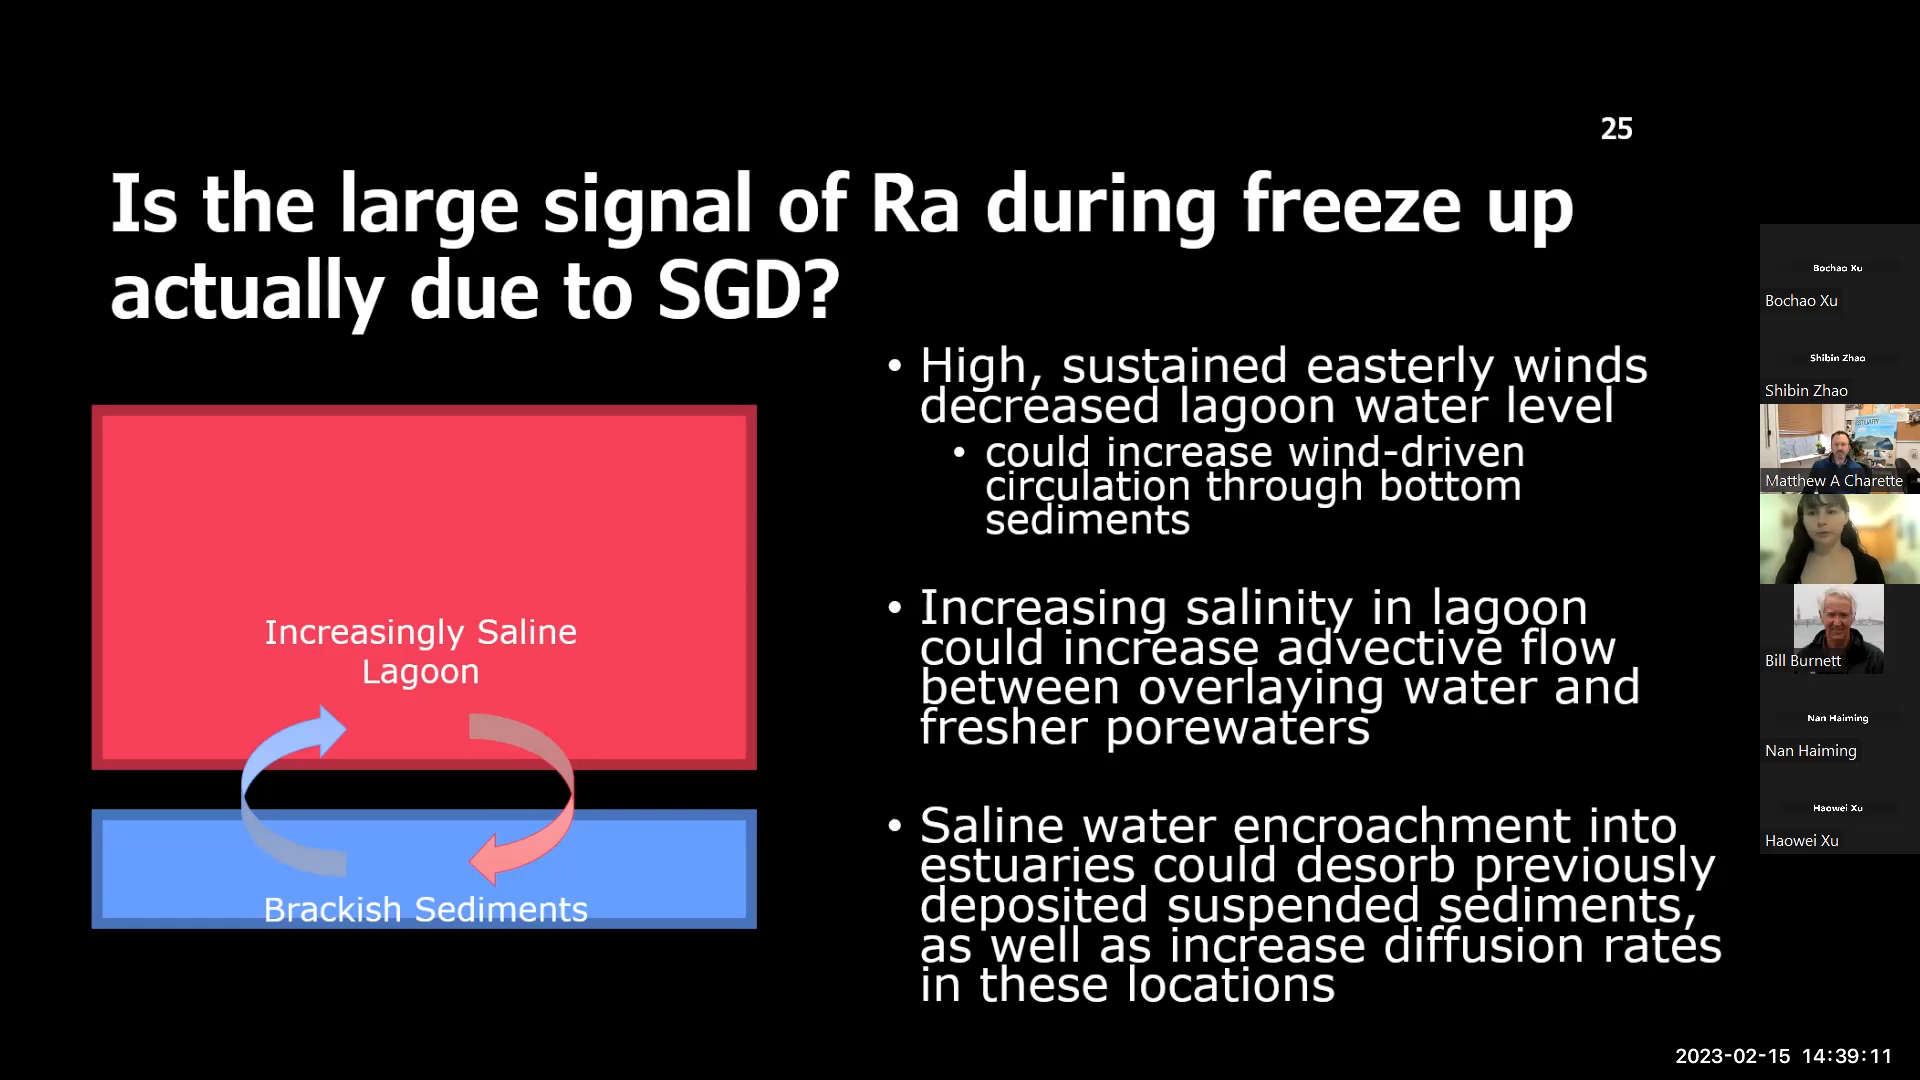 25
Is the large signal of Ra during freeze up
actually due to SGD?
Increasingly Saline
Lagoon
Brackish Sediments
• High, sustained easterly winds
decreased lagoon water level
• could increase wind-driven
circulation through bottom
sediments
• Increasing salinity in lagoon
could increase advective flow
between overlaying water and
fresher porewaters
• Saline water encroachment into
estuaries could desorb previously
deposited suspended sediments,
as well as increase diffusion rates
in these locations
Bochao Xu
Bochao Xu
Shibin Zhao
Shibin Zhao
ESTUARY
Matthew A Charette
Bill Burnett
Nan Haiming
Nan Haiming
Haowei Xu
Haowei Xu
2023-02-15 14:39:11